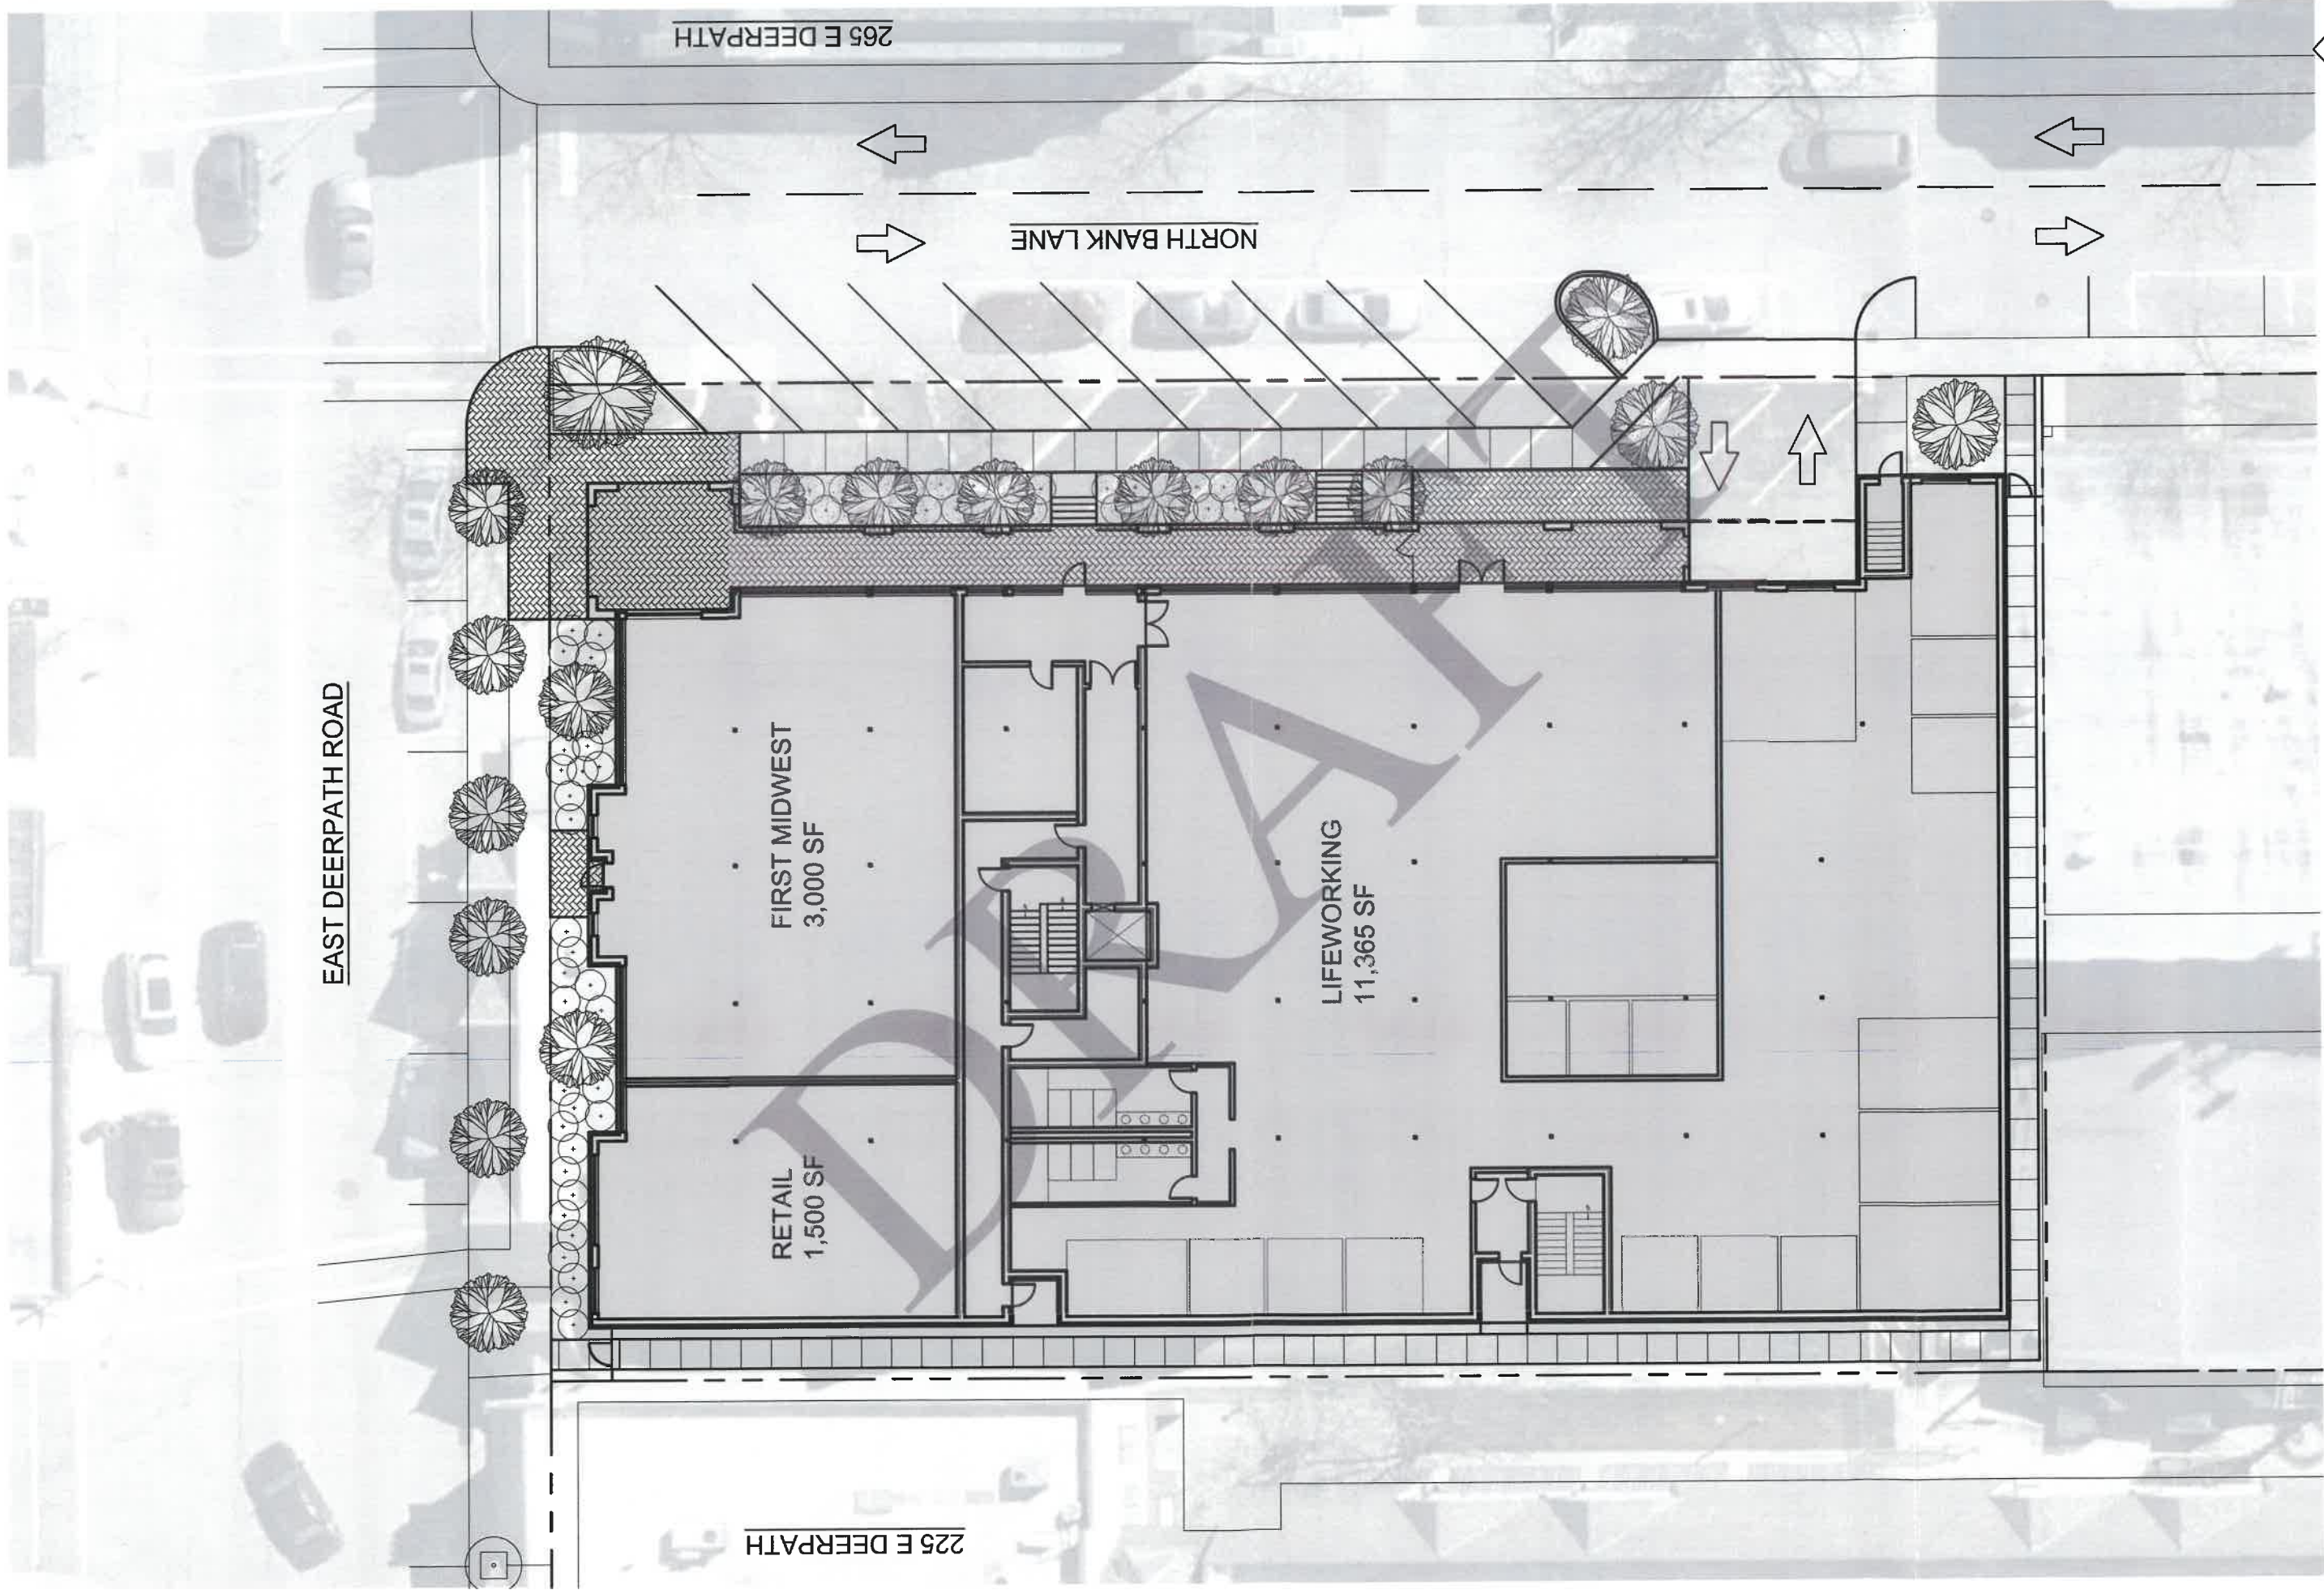 265 E DEERPATH
NORTH BANK LANE
EAST DEERPATH ROAD
FIRST MIDWEST
3,000 SF
LIFEWORKING
11,365 SF
RETAIL
1,500 SF
DRAFT
225 E DEERPATH